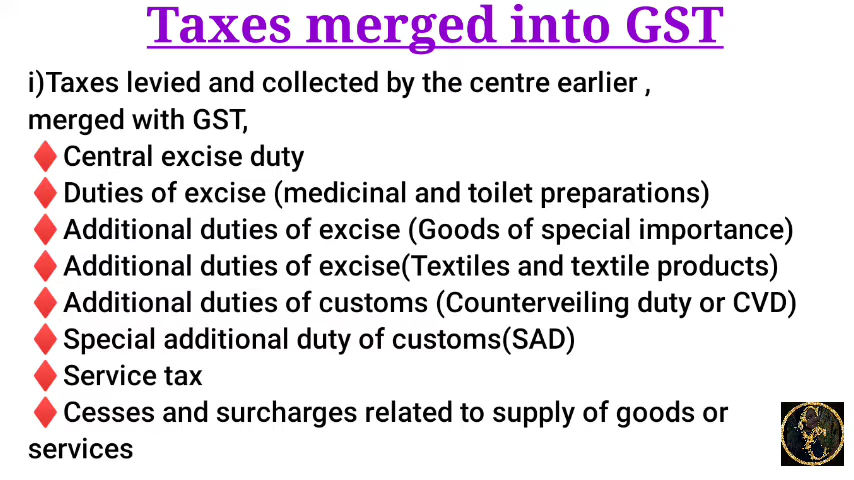 Taxes merged into GST
i)Taxes levied and collected by the centre earlier ,
merged with GST,
♦Central excise duty
♦Duties of excise (medicinal and toilet preparations)
♦Additional duties of excise (Goods of special importance)
♦Additional duties of excise(Textiles and textile products)
♦Additional duties of customs (Counterveiling duty or CVD)
♦Special additional duty of customs(SAD)
♦Service tax
♦Cesses and surcharges related to supply of goods or
services